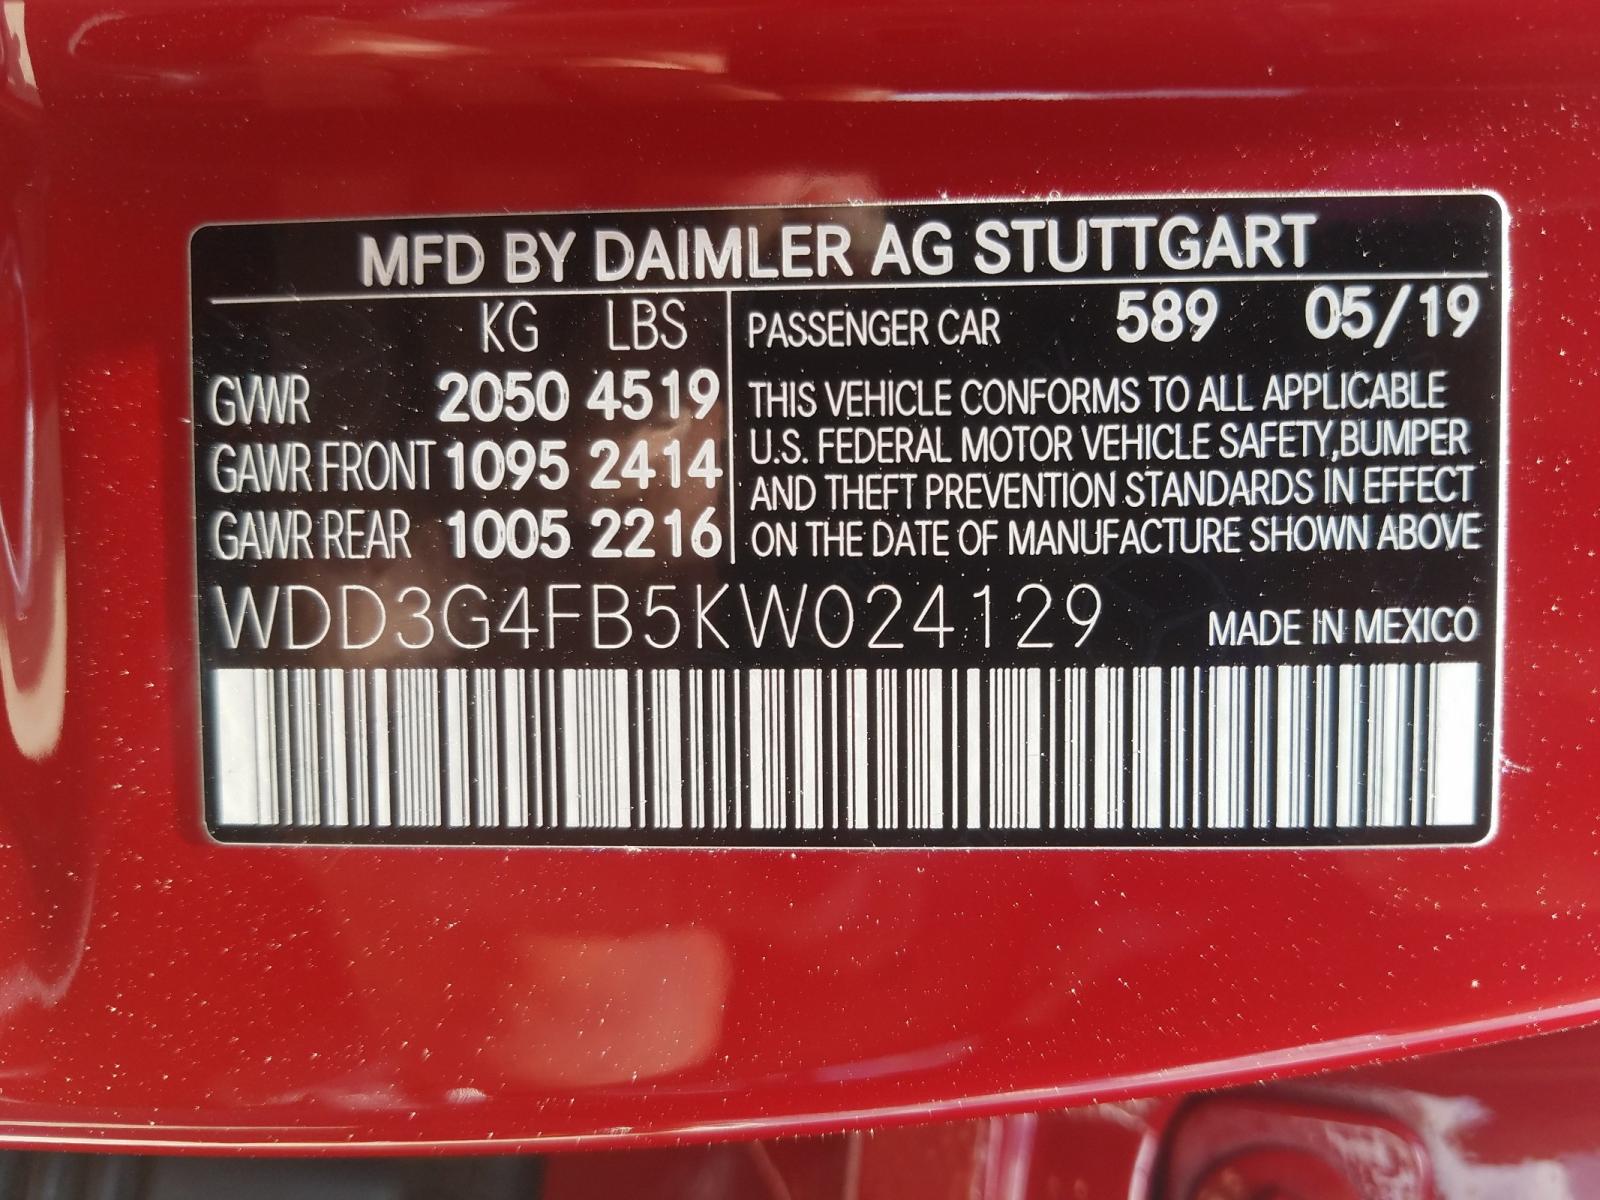 MFD BY DAIMLER AG STUTTGART
KG LBS
GVWR 2050 4519
GAWR FRONT 1095 2414
GAWR REAR 1005 2216
PASSENGER CAR 589 05/19
THIS VEHICLE CONFORMS TO ALL APPLICABLE
U.S. FEDERAL MOTOR VEHICLE SAFETY,BUMPER
AND THEFT PREVENTION STANDARDS IN EFFECT
ON THE DATE OF MANUFACTURE SHOWN ABOVE
WDD3G4FB5KW024129
MADE IN MEXICO